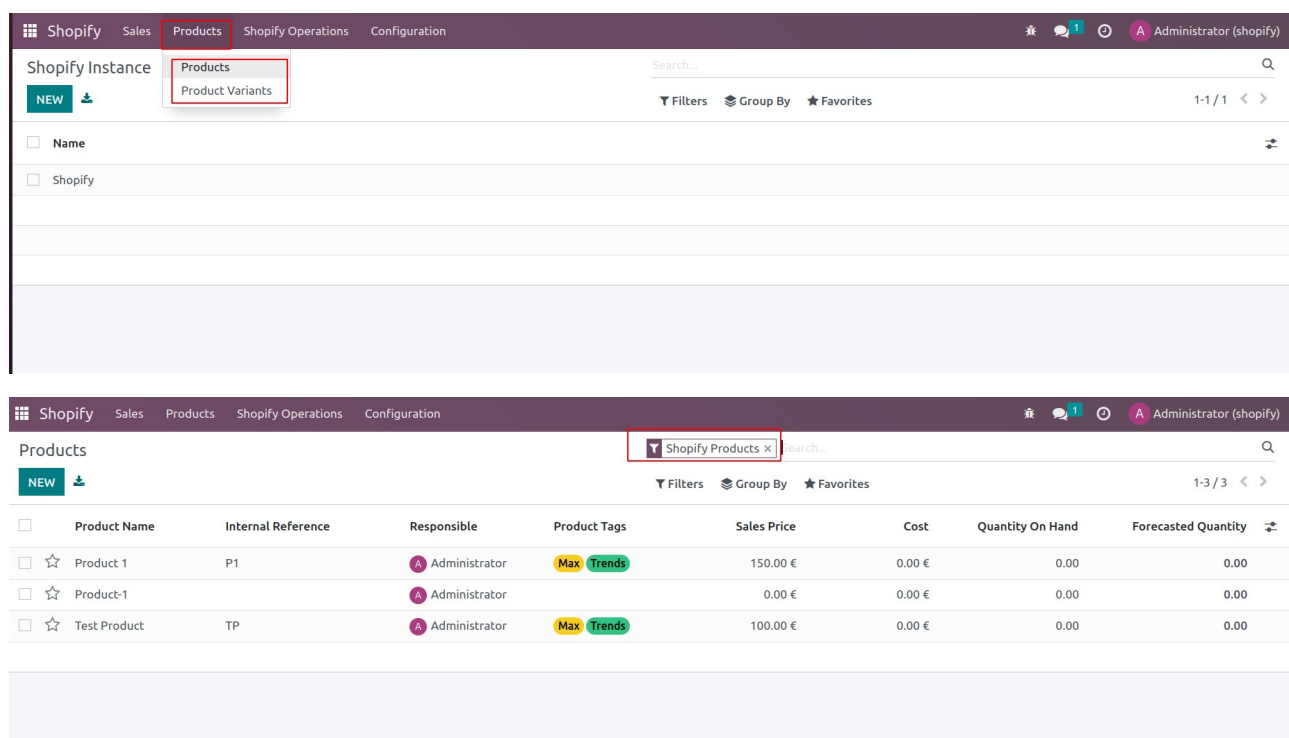 Shopify Sales Products Shopify Operations Configuration 1 A Administrator (shopify)
Shopify Instance Products Search...
NEW Product Variants Filters Group By Favorites 1-1 / 1
Name
Shopify
Shopify Sales Products Shopify Operations Configuration 1 A Administrator (shopify)
Products Shopify Products × Search...
NEW Filters Group By Favorites 1-3 / 3
Product Name Internal Reference Responsible Product Tags Sales Price Cost Quantity On Hand Forecasted Quantity
Product 1 P1 A Administrator Max Trends 150.00 € 0.00 € 0.00 0.00
Product-1 A Administrator 0.00 € 0.00 € 0.00 0.00
Test Product TP A Administrator Max Trends 100.00 € 0.00 € 0.00 0.00